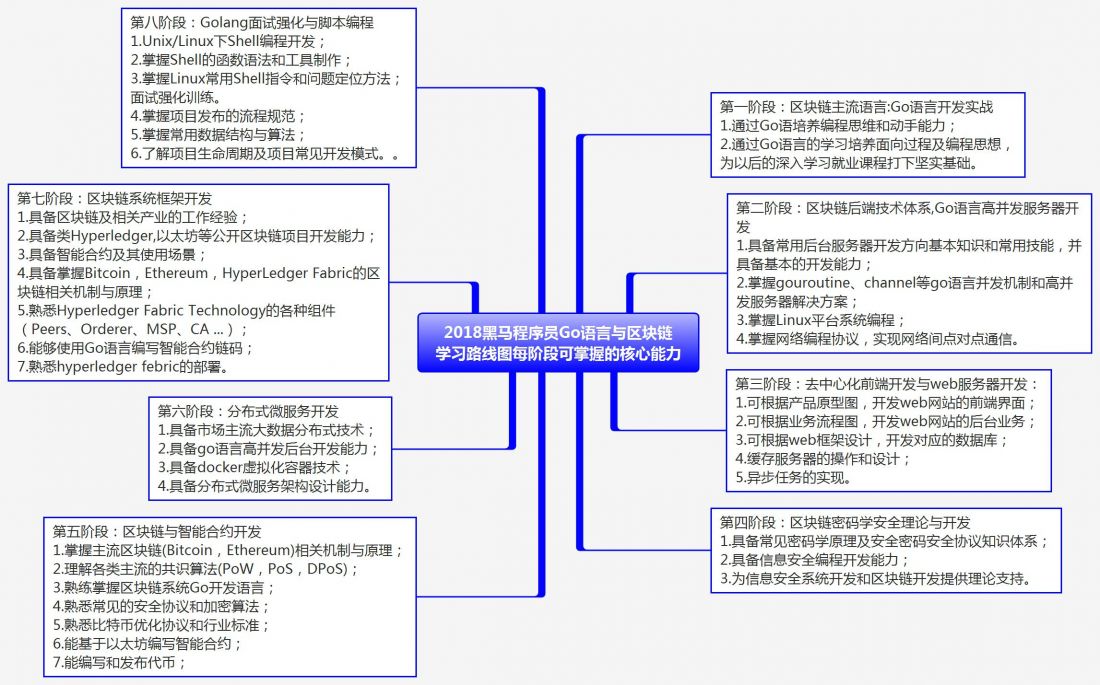 2018黑马程序员Go语言与区块链
学习路线图每阶段可掌握的核心能力
第一阶段：区块链主流语言:Go语言开发实战
1.通过Go语培养编程思维和动手能力；
2.通过Go语言的学习培养面向过程及编程思想，
为以后的深入学习就业课程打下坚实基础。
第二阶段：区块链后端技术体系,Go语言高并发服务器开
发
1.具备常用后台服务器开发方向基本知识和常用技能，并
具备基本的开发能力；
2.掌握gouroutine、channel等go语言并发机制和高并
发服务器解决方案；
3.掌握Linux平台系统编程；
4.掌握网络编程协议，实现网络间点对点通信。
第三阶段：去中心化前端开发与web服务器开发：
1.可根据产品原型图，开发web网站的前端界面；
2.可根据业务流程图，开发web网站的后台业务；
3.可根据web框架设计，开发对应的数据库；
4.缓存服务器的操作和设计；
5.异步任务的实现。
第四阶段：区块链密码学安全理论与开发
1.具备常见密码学原理及安全密码安全协议知识体系；
2.具备信息安全编程开发能力；
3.为信息安全系统开发和区块链开发提供理论支持。
第五阶段：区块链与智能合约开发
1.掌握主流区块链(Bitcoin，Ethereum)相关机制与原理；
2.理解各类主流的共识算法(PoW，PoS，DPoS)；
3.熟练掌握区块链系统Go开发语言；
4.熟悉常见的安全协议和加密算法；
5.熟悉比特币优化协议和行业标准；
6.能基于以太坊编写智能合约；
7.能编写和发布代币；
第六阶段：分布式微服务开发
1.具备市场主流大数据分布式技术；
2.具备go语言高并发后台开发能力；
3.具备docker虚拟化容器技术；
4.具备分布式微服务架构设计能力。
第七阶段：区块链系统框架开发
1.具备区块链及相关产业的工作经验；
2.具备类Hyperledger,以太坊等公开区块链项目开发能力；
3.具备智能合约及其使用场景；
4.具备掌握Bitcoin，Ethereum，HyperLedger Fabric的区
块链相关机制与原理；
5.熟悉Hyperledger Fabric Technology的各种组件
（Peers、Orderer、MSP、CA ...）；
6.能够使用Go语言编写智能合约链码；
7.熟悉hyperledger febric的部署。
第八阶段：Golang面试强化与脚本编程
1.Unix/Linux下Shell编程开发；
2.掌握Shell的函数语法和工具制作；
3.掌握Linux常用Shell指令和问题定位方法；
面试强化训练。
4.掌握项目发布的流程规范；
5.掌握常用数据结构与算法；
6.了解项目生命周期及项目常见开发模式。。